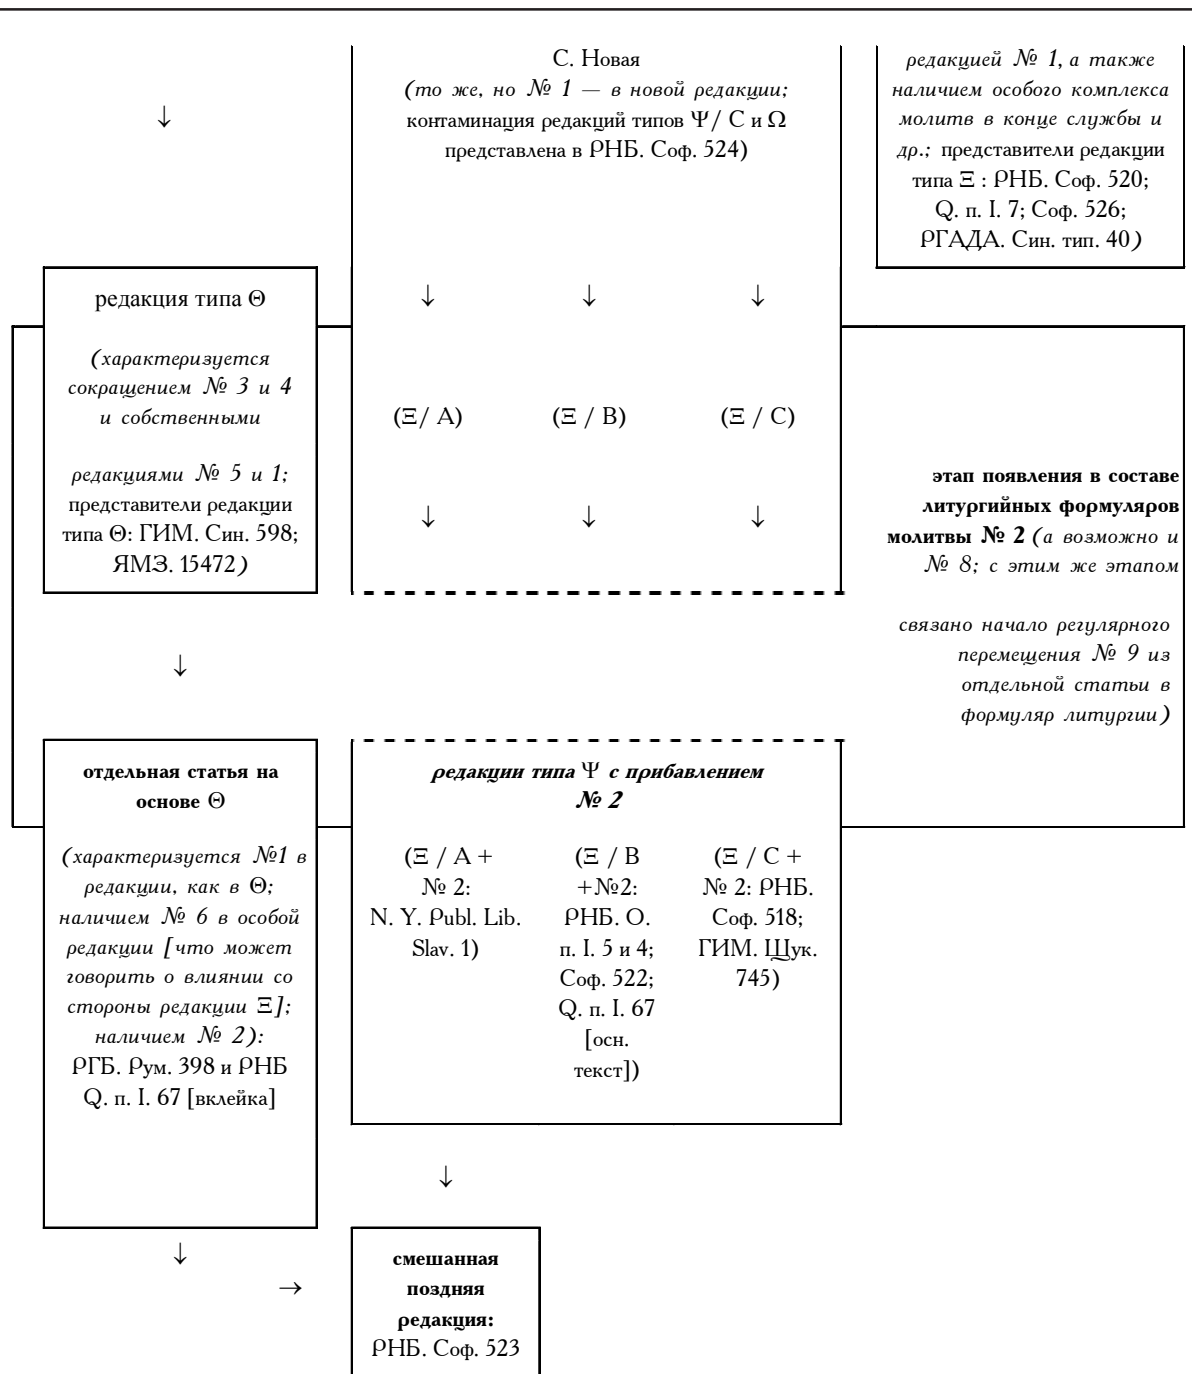 С. Новая
(то же, но № 1 — в новой редакции;
контаминация редакций типов Ψ/ С и Ω
представлена в РНБ. Соф. 524)
редакцией № 1, а также
наличием особого комплекса
молитв в конце службы и
др.; представители редакции
типа Ξ : РНБ. Соф. 520;
Q. п. I. 7; Соф. 526;
РГАДА. Син. тип. 40)
↓
редакция типа Θ
(характеризуется
сокращением № 3 и 4
и собственными
редакциями № 5 и 1;
представители редакции
типа Θ: ГИМ. Син. 598;
ЯМЗ. 15472)
↓ ↓ ↓
(Ξ/ А) (Ξ / В) (Ξ / С)
↓ ↓ ↓
этап появления в составе
литургийных формуляров
молитвы № 2 (а возможно и
№ 8; с этим же этапом
связано начало регулярного
перемещения № 9 из
отдельной статьи в
формуляр литургии)
↓
отдельная статья на
основе Θ
(характеризуется №1 в
редакции, как в Θ;
наличием № 6 в особой
редакции [что может
говорить о влиянии со
стороны редакции Ξ];
наличием № 2):
РГБ. Рум. 398 и РНБ
Q. п. I. 67 [вклейка]
редакции типа Ψ с прибавлением
№ 2
(Ξ / А +
№ 2:
N. Y. Publ. Lib.
Slav. 1)
(Ξ / В
+№2:
РНБ. О.
п. I. 5 и 4;
Соф. 522;
Q. п. I. 67
[осн.
текст])
(Ξ / С +
№ 2: РНБ.
Соф. 518;
ГИМ. Щук.
745)
↓
↓
→
смешанная
поздняя
редакция:
РНБ. Соф. 523